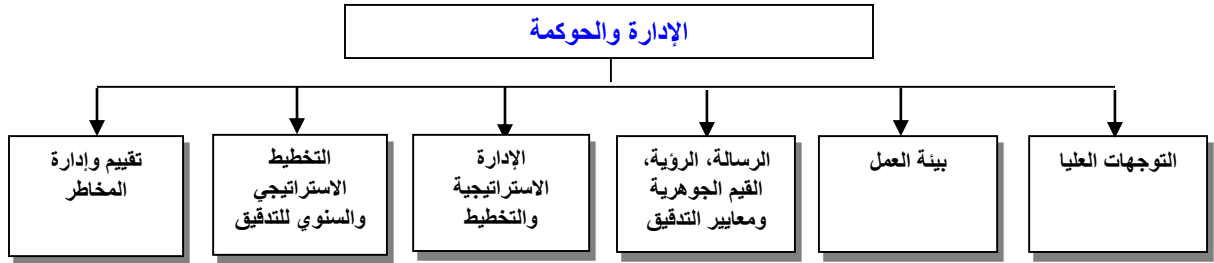 الإدارة والحوكمة
التوجهات العليا
بيئة العمل
الرسالة، الرؤية،
القيم الجوهرية
ومعايير التدقيق
الإدارة
الاستراتيجية
والتخطيط
التخطيط
الاستراتيجي
والسنوي للتدقيق
تقييم وإدارة
المخاطر